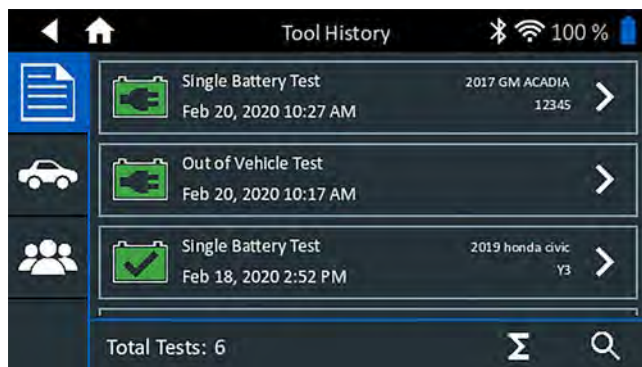 Tool History
100 %
Single Battery Test
2017 GM ACADIA
Feb 20, 2020 10:27 AM
12345
Out of Vehicle Test
Feb 20, 2020 10:17 AM
Single Battery Test
2019 honda civic
Feb 18, 2020 2:52 PM
Y3
Total Tests: 6
Σ